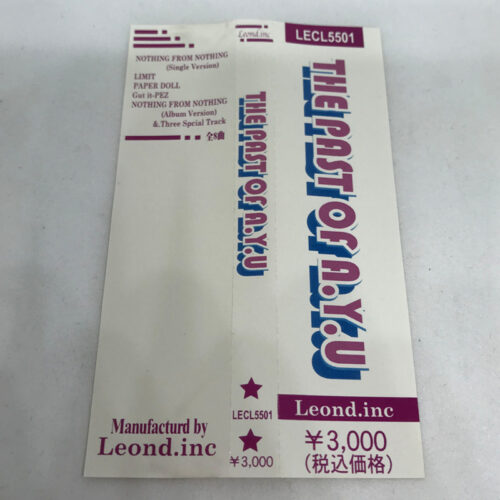 NOTHING FROM NOTHING
(Single Version)
LIMIT
PAPER DOLL
Gut it-PEZ
NOTHING FROM NOTHING
(Album Version)
&.Three Spcial Track
全8曲
Manufacturd by
Leond.inc
Leond.inc
THE PAST OF A.Y.U
LECL5501
¥3,000
LECL5501
THE PAST OF A.Y.U
Leond.inc
¥3,000
(税込価格)